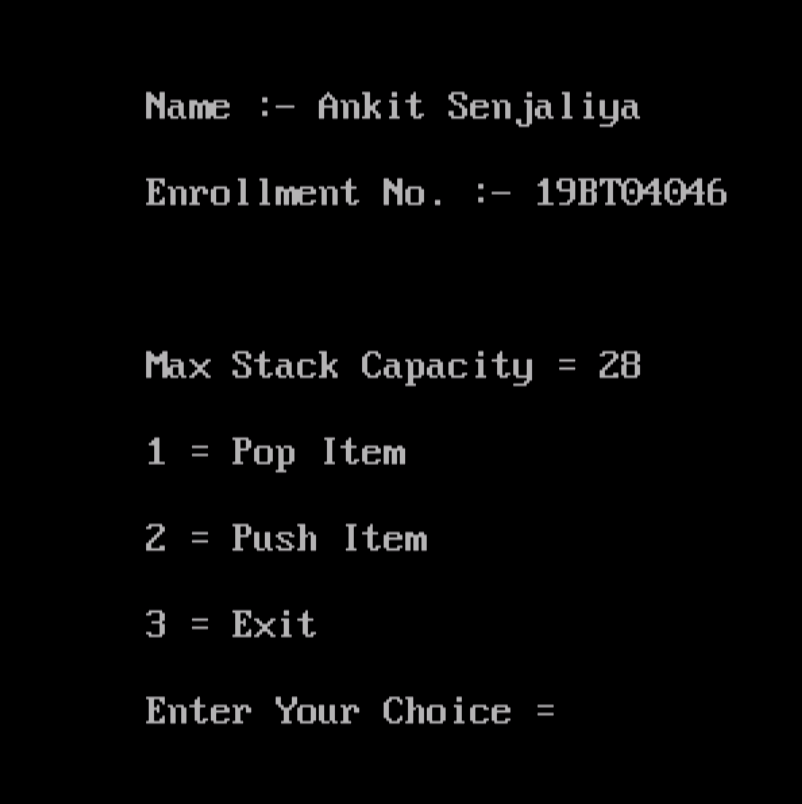 Name :- Ankit Senjaliya
Enrollment No. :- 19BT04046
Max Stack Capacity = 28
1 = Pop Item
2 = Push Item
3 = Exit
Enter Your Choice =